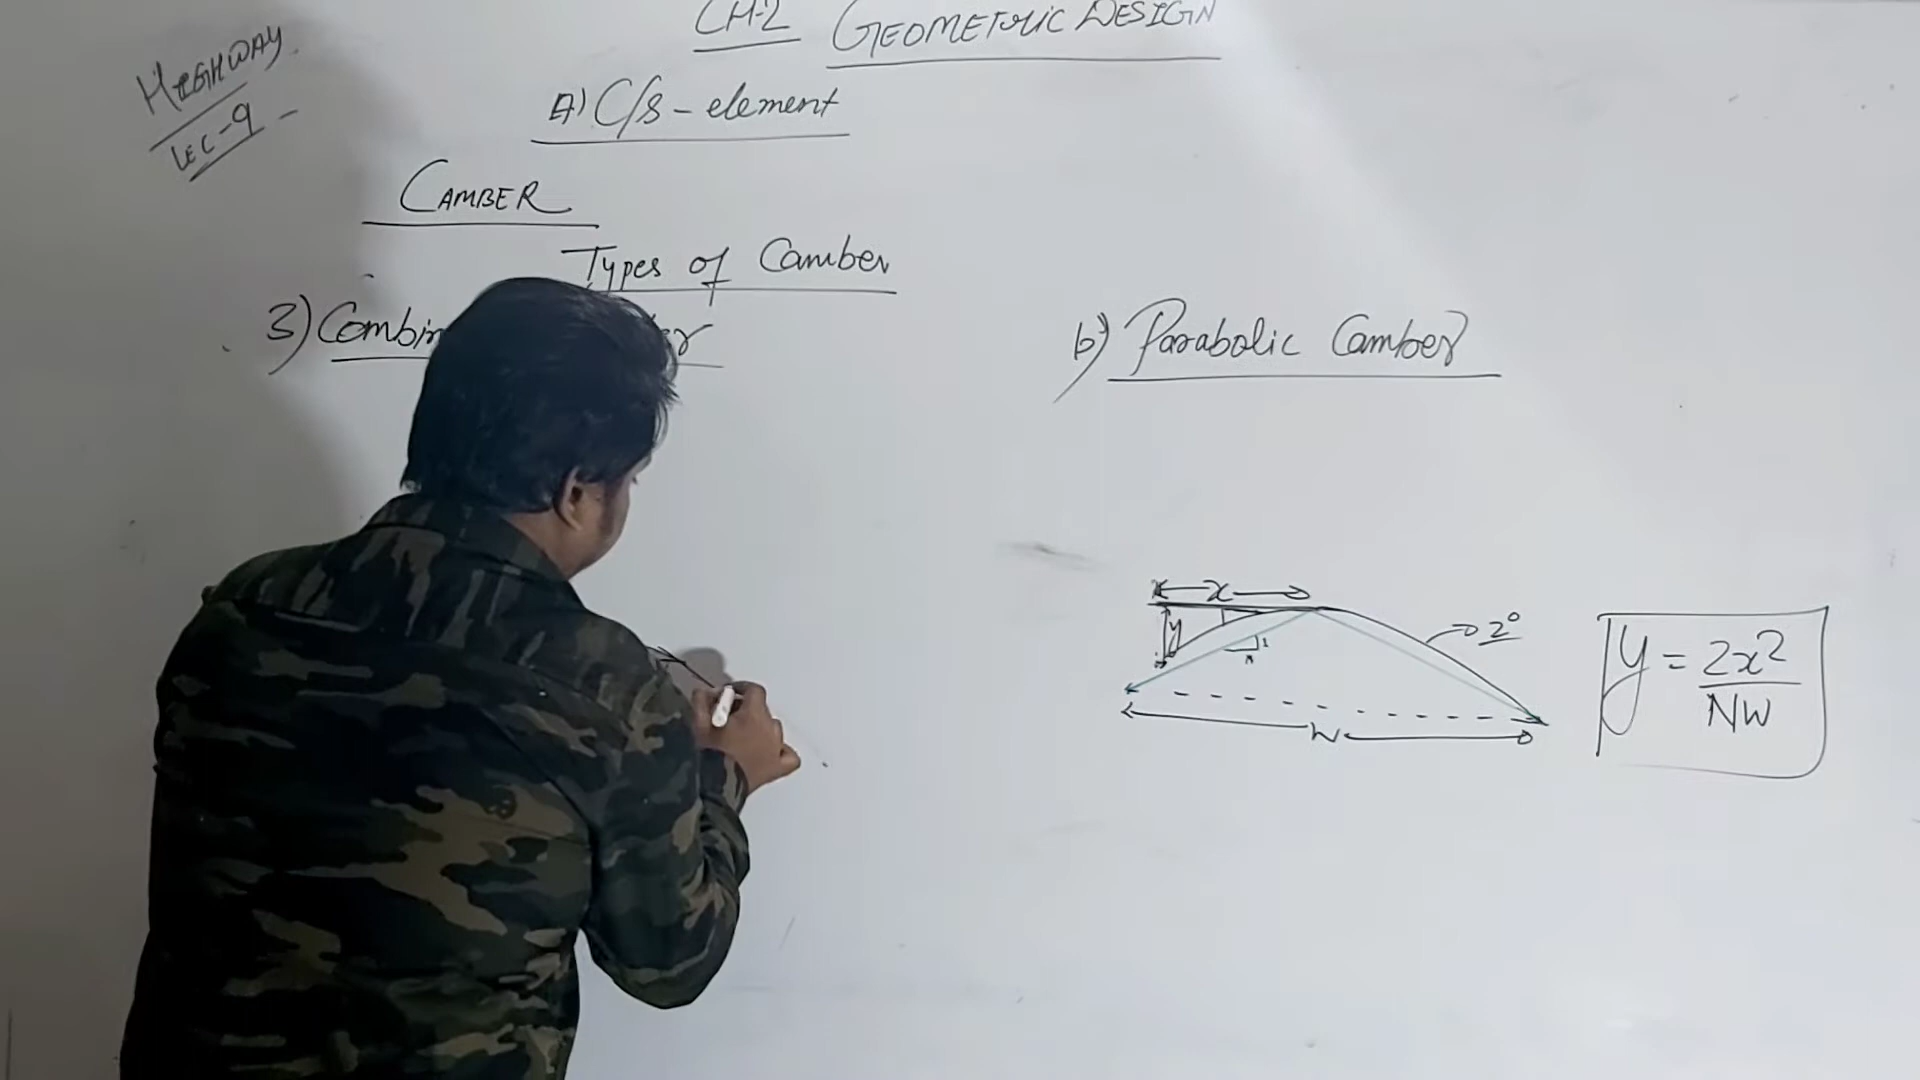 CH-2 GEOMETRIC DESIGN
HIGHWAY
LEC-9
A) C/S - element
CAMBER
Types of Camber
3) Combin
b) Parabolic Camber
x
y
1
n
2°
W
y = 2x²/NW